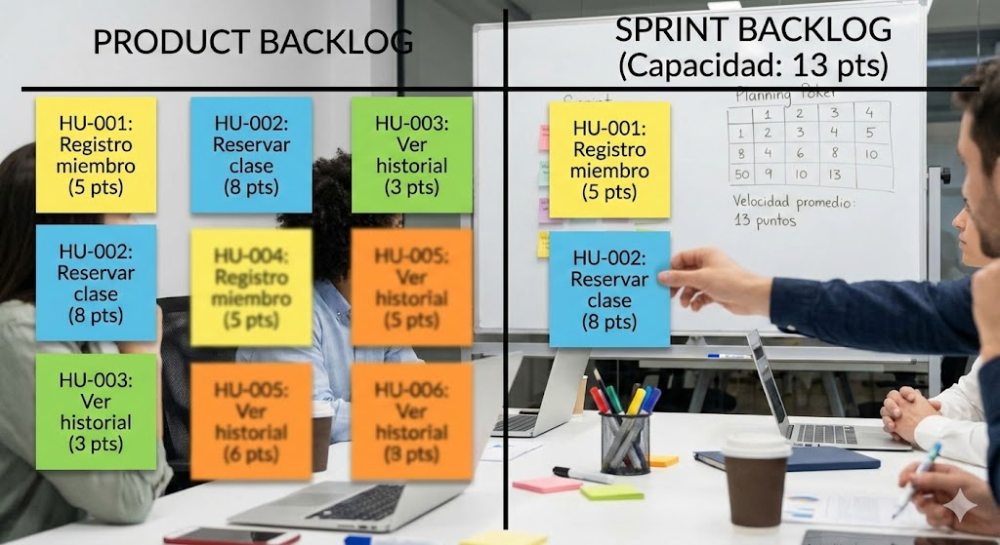 PRODUCT BACKLOG
HU-001:
Registro
miembro
(5 pts)
HU-002:
Reservar
clase
(8 pts)
HU-003:
Ver
historial
(3 pts)
HU-002:
Reservar
clase
(8 pts)
HU-004:
Registro
miembro
(5 pts)
HU-005:
Ver
historial
(5 pts)
HU-003:
Ver
historial
(3 pts)
HU-005:
Ver
historial
(6 pts)
HU-006:
Ver
historial
SPRINT BACKLOG
(Capacidad: 13 pts)
HU-001:
Registro
miembro
(5 pts)
HU-002:
Reservar
clase
(8 pts)
Planning Poker
1 2 3 4
1 2 3 4 5
8 4 6 8 10
50 9 10 13
Velocidad promedio:
13 puntos